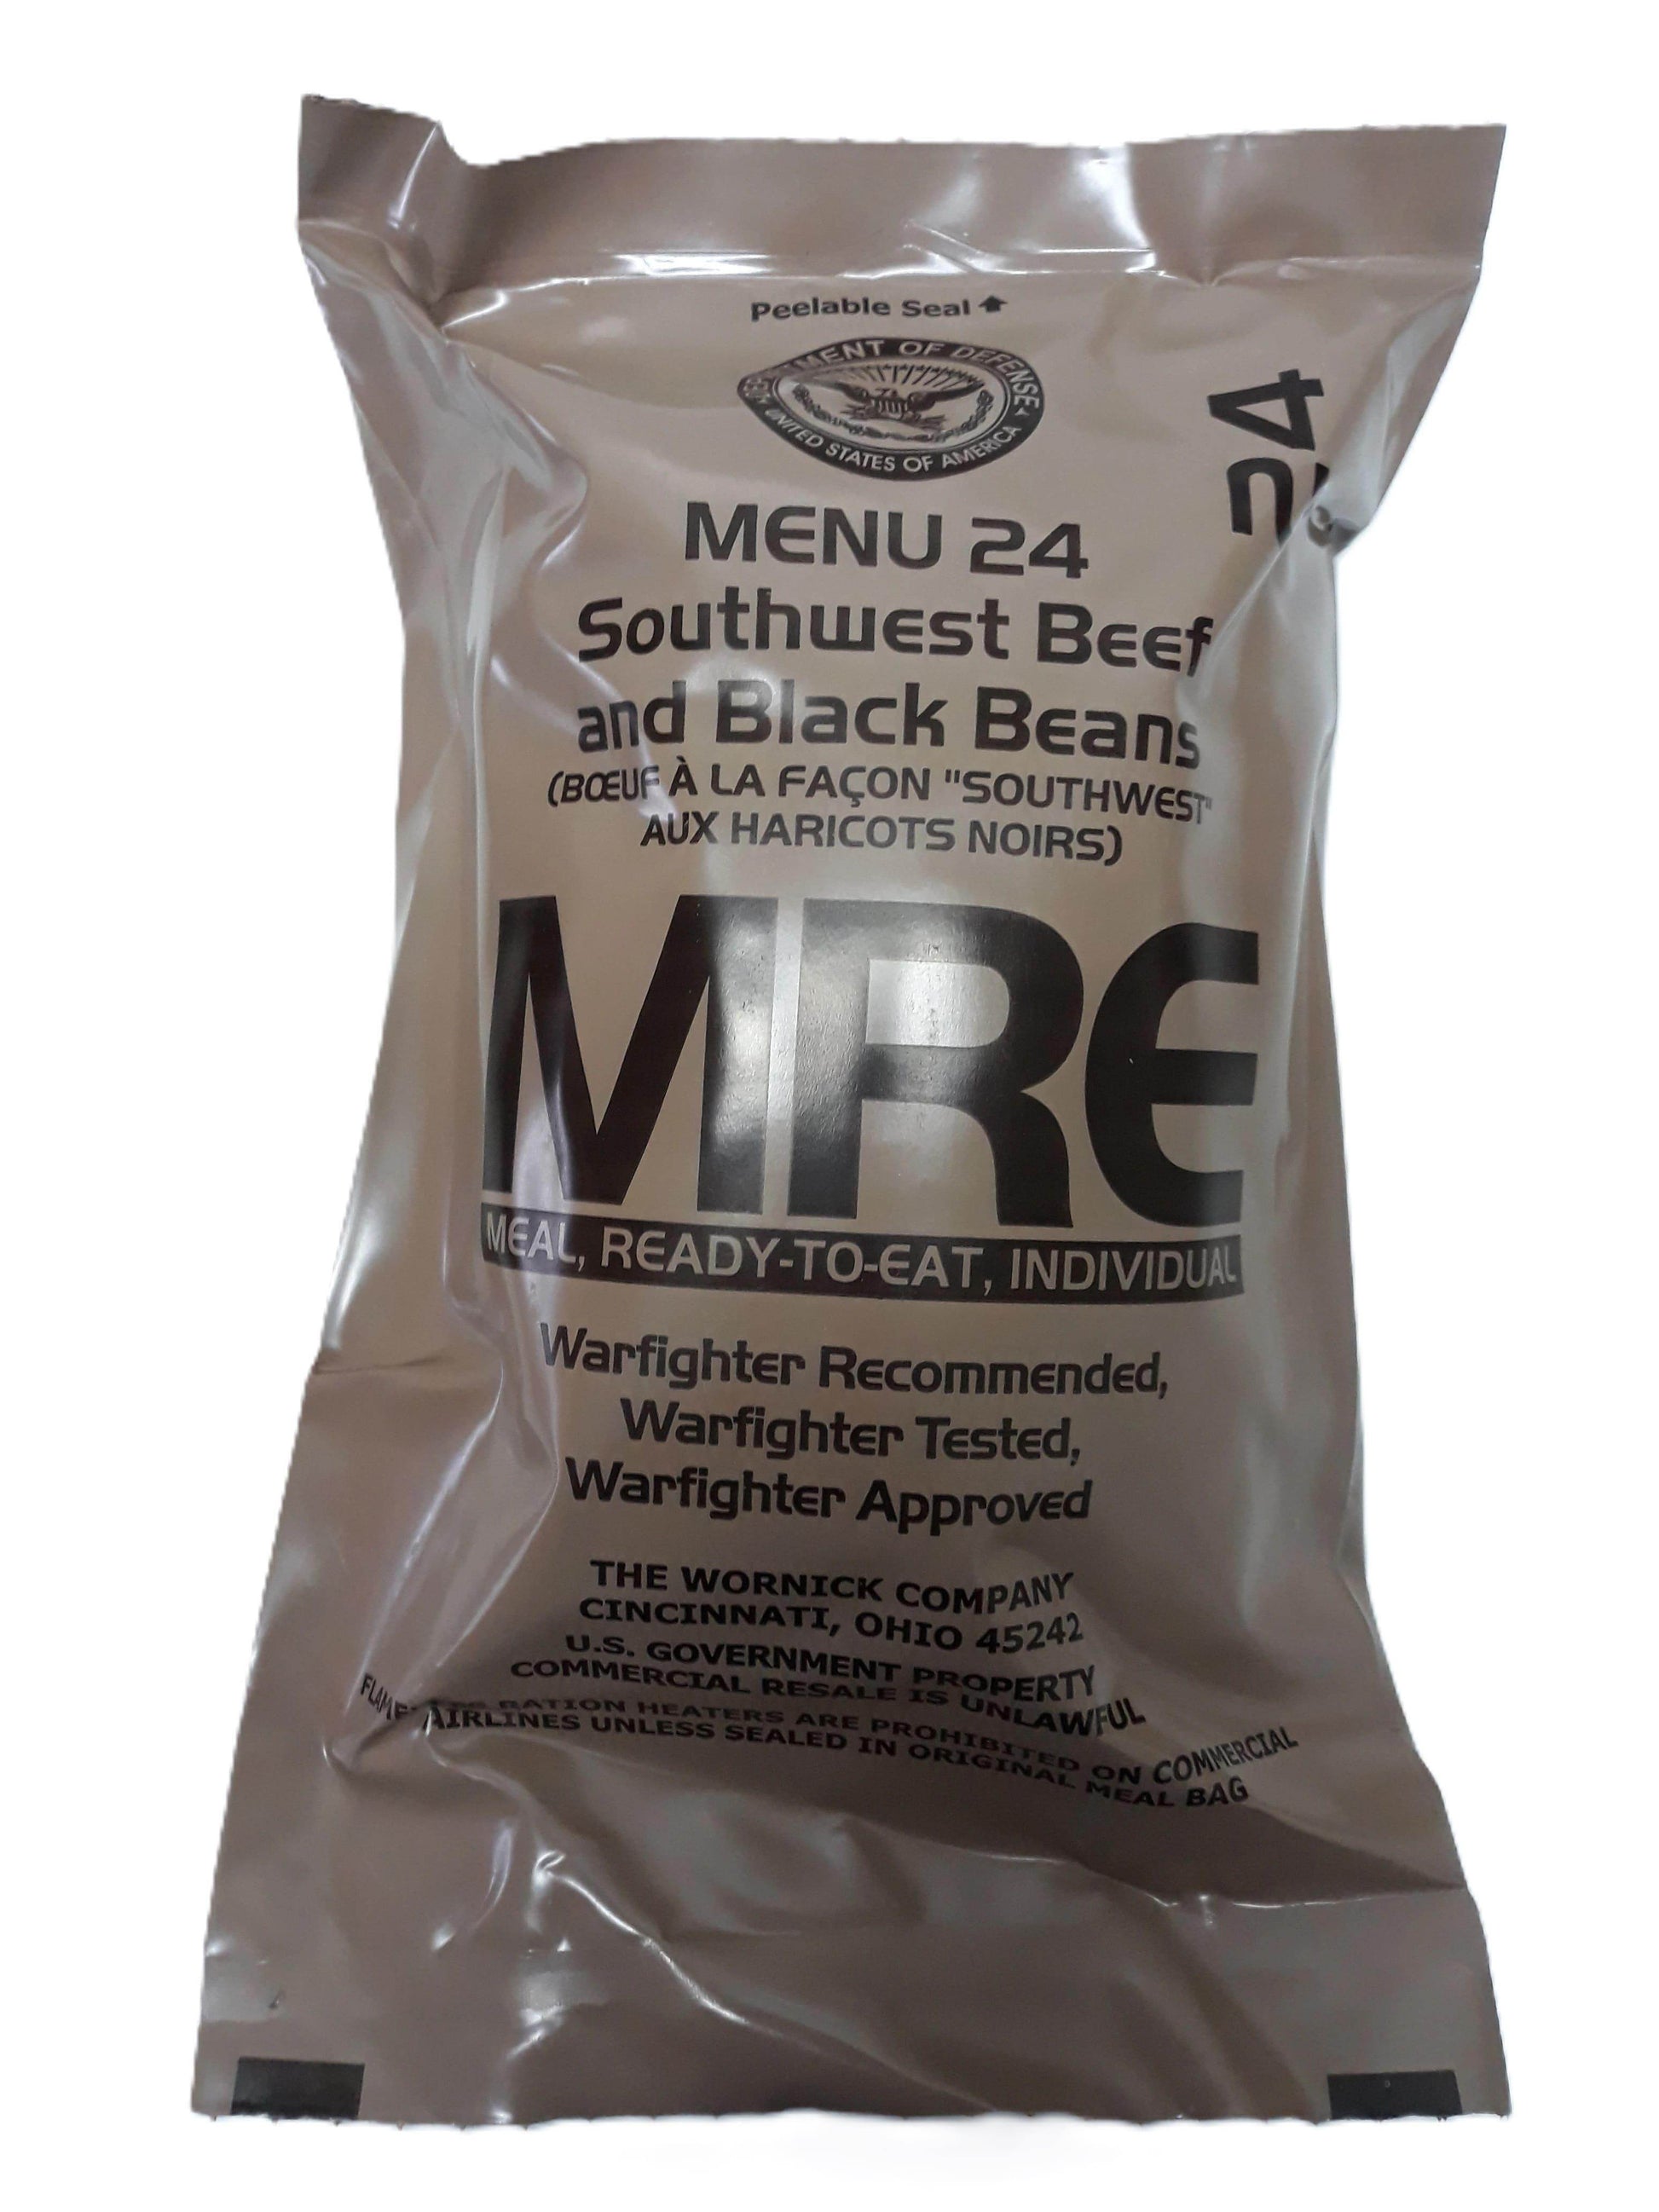 Peelable Seal
MENT OF DEFENSE
UNITED STATES OF AMERICA
24
MENU 24
Southwest Beef
and Black Beans
(BŒUF À LA FAÇON "SOUTHWEST"
AUX HARICOTS NOIRS)
MRE
MEAL, READY-TO-EAT, INDIVIDUAL
Warfighter Recommended,
Warfighter Tested,
Warfighter Approved
THE WORNICK COMPANY
CINCINNATI, OHIO 45242
U.S. GOVERNMENT PROPERTY
COMMERCIAL RESALE IS UNLAWFUL
RATION HEATERS ARE PROHIBITED ON COMMERCIAL
AIRLINES UNLESS SEALED IN ORIGINAL MEAL BAG